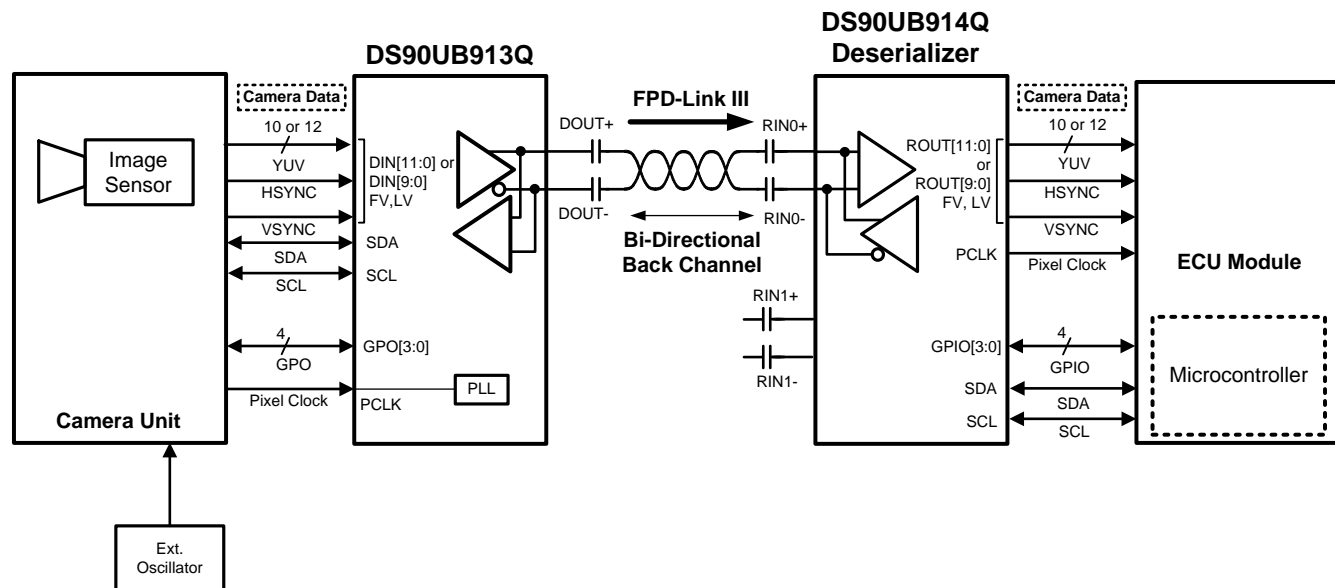 DS90UB913Q
DS90UB914Q
Deserializer
Camera Data
10 or 12
YUV
HSYNC
VSYNC
SDA
SCL
4
GPO
Pixel Clock
Image
Sensor
Camera Unit
Ext.
Oscillator
DIN[11:0] or
DIN[9:0]
FV,LV
SDA
SCL
GPO[3:0]
PCLK
PLL
DOUT+
DOUT-
FPD-Link III
Bi-Directional
Back Channel
RIN0+
RIN0-
RIN1+
RIN1-
ROUT[11:0]
or
ROUT[9:0]
FV, LV
PCLK
GPIO[3:0]
SDA
SCL
Camera Data
10 or 12
YUV
HSYNC
VSYNC
Pixel Clock
4
GPIO
SDA
SCL
ECU Module
Microcontroller